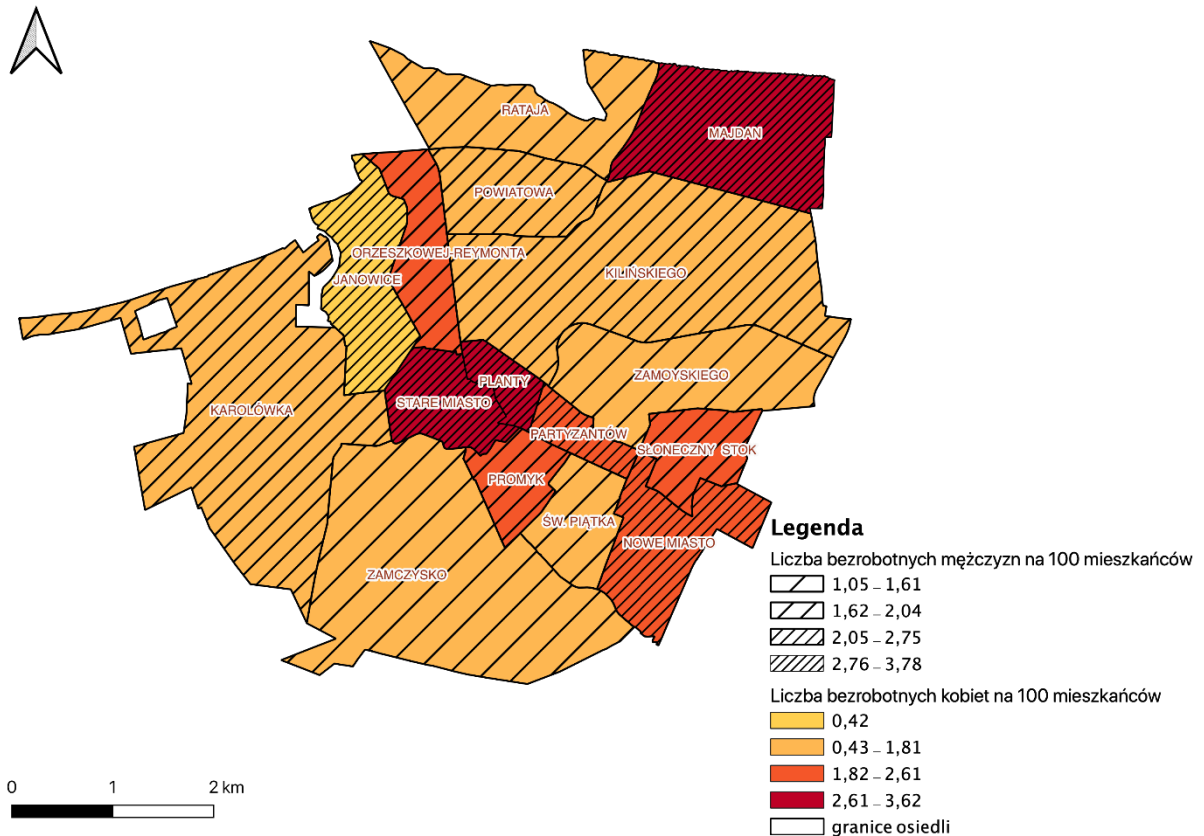 RATAJA
MAJDAN
POWIATOWA
ORZESZKOWEJ-REYMONTA
KILIŃSKIEGO
JANOWICE
ZAMOYSKIEGO
PLANTY
STARE MIASTO
KAROLÓWKA
PARTYZANTÓW
SŁONECZNY STOK
PROMYK
ŚW. PIĄTKA
NOWE MIASTO
ZAMCZYSKO
Legenda
Liczba bezrobotnych mężczyzn na 100 mieszkańców
1,05 – 1,61
1,62 – 2,04
2,05 – 2,75
2,76 – 3,78
Liczba bezrobotnych kobiet na 100 mieszkańców
0,42
0,43 – 1,81
1,82 – 2,61
2,61 – 3,62
granice osiedli
0 1 2 km